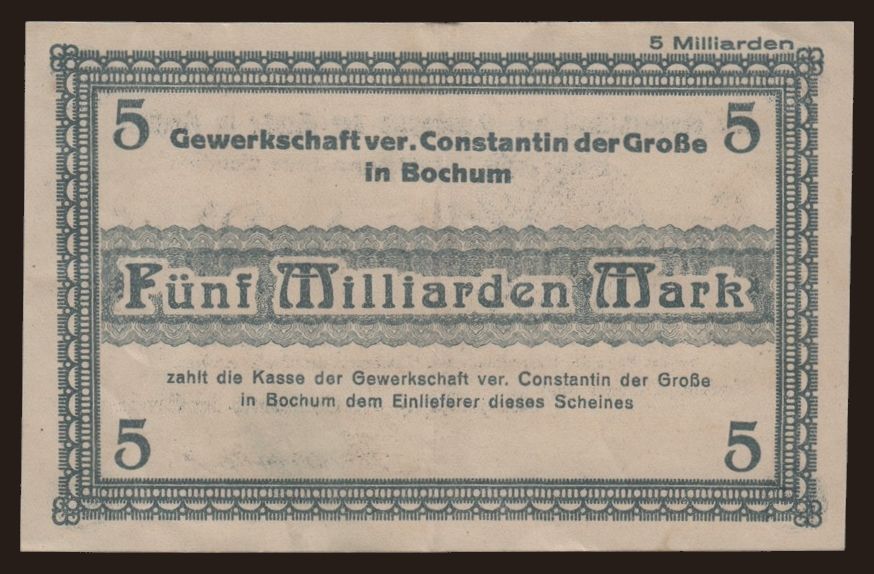 5 Milliarden
5 5
Gewerkschaft ver. Constantin der Große
in Bochum
Fünf Milliarden Mark
zahlt die Kasse der Gewerkschaft ver. Constantin der Große
in Bochum dem Einlieferer dieses Scheines
5 5